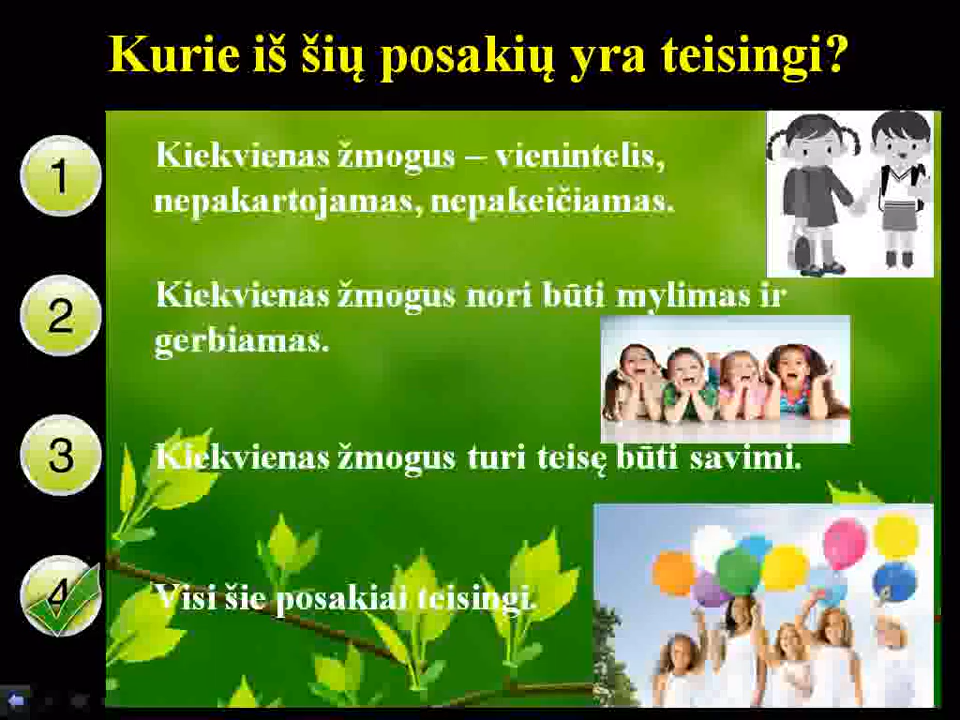 Kurie iš šių posakių yra teisingi?
1
Kiekvienas žmogus – vienintelis,
nepakartojamas, nepakeičiamas.
2
Kiekvienas žmogus nori būti mylimas ir
gerbiamas.
3
Kiekvienas žmogus turi teisę būti savimi.
4
Visi šie posakiai teisingi.